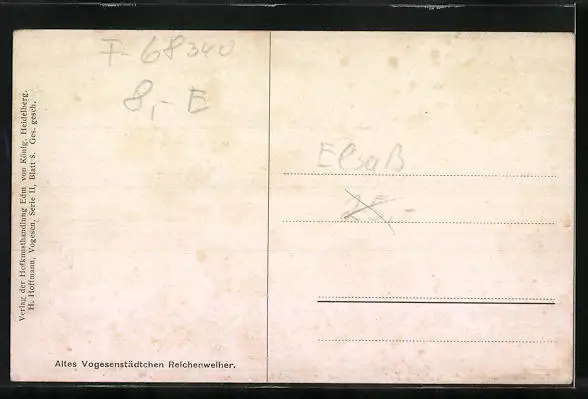 F-68340
8,- E
Elsaß
25,-
Verlag der Hofkunsthandlung Edm von König, Heidelberg.
H. Hoffmann, Vogesen, Serie II, Blatt 8. Ges. gesch.
Altes Vogesenstädtchen Reichenweiher.